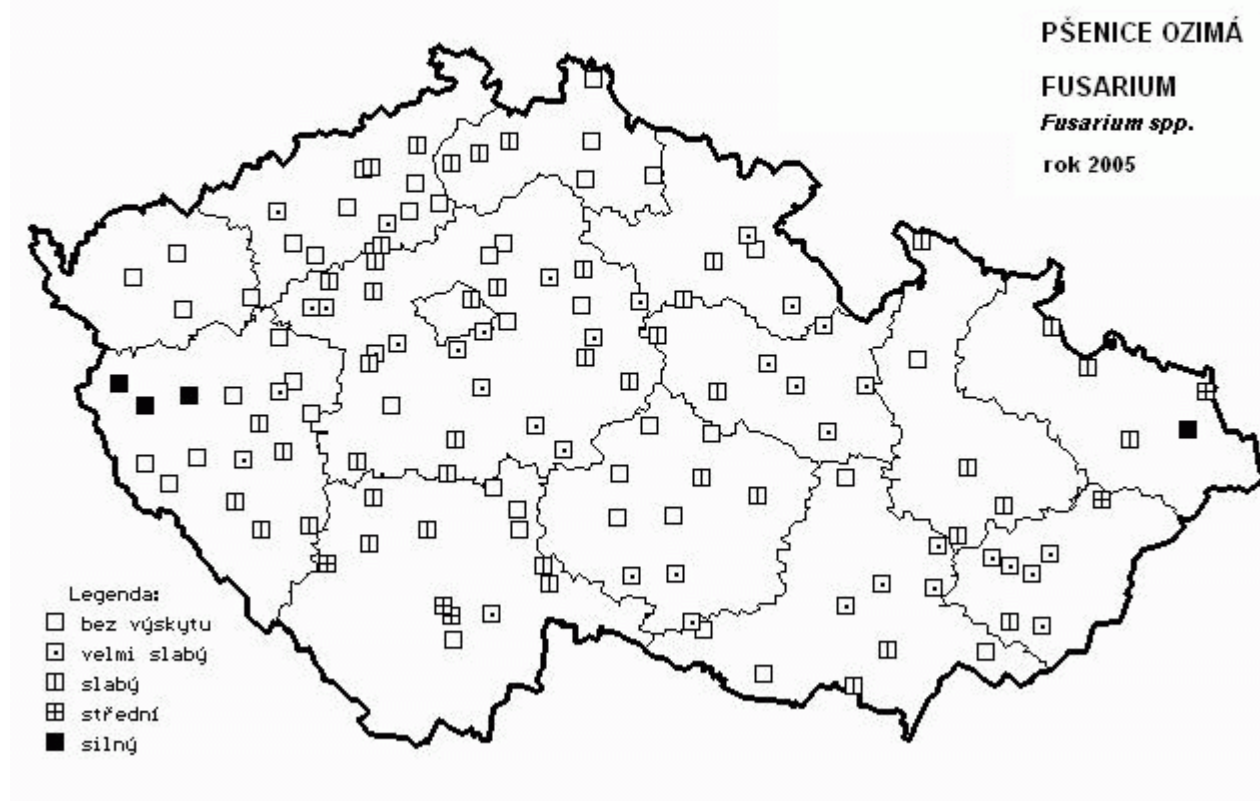 PŠENICE OZIMÁ
FUSARIUM
Fusarium spp.
rok 2005
Legenda:
bez výskytu
velmi slabý
slabý
střední
silný